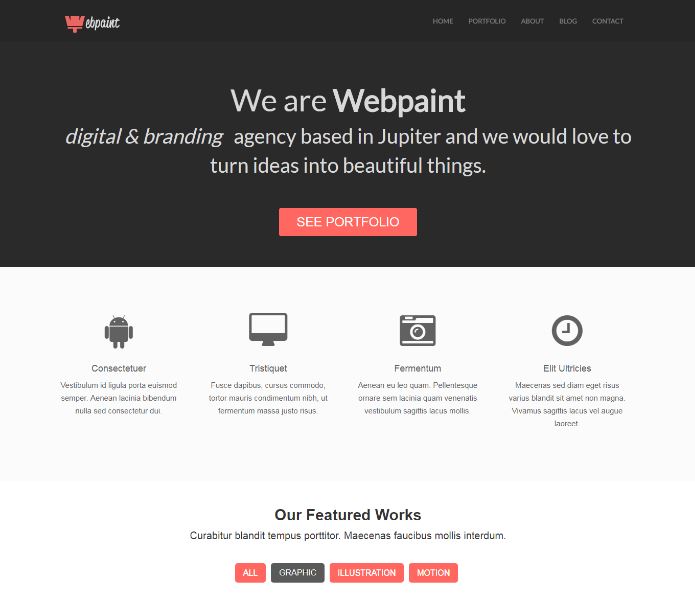 Webpaint
HOME PORTFOLIO ABOUT BLOG CONTACT
We are Webpaint
digital & branding agency based in Jupiter and we would love to
turn ideas into beautiful things.
SEE PORTFOLIO
Consectetuer
Vestibulum id ligula porta euismod
semper. Aenean lacinia bibendum
nulla sed consectetur dui.
Tristiquet
Fusce dapibus, cursus commodo,
tortor mauris condimentum nibh, ut
fermentum massa justo risus.
Fermentum
Aenean eu leo quam. Pellentesque
ornare sem lacinia quam venenatis
vestibulum sagittis lacus mollis.
Elit Ultricies
Maecenas sed diam eget risus
varius blandit sit amet non magna.
Vivamus sagittis lacus vel augue
laoreet.
Our Featured Works
Curabitur blandit tempus porttitor. Maecenas faucibus mollis interdum.
ALL GRAPHIC ILLUSTRATION MOTION